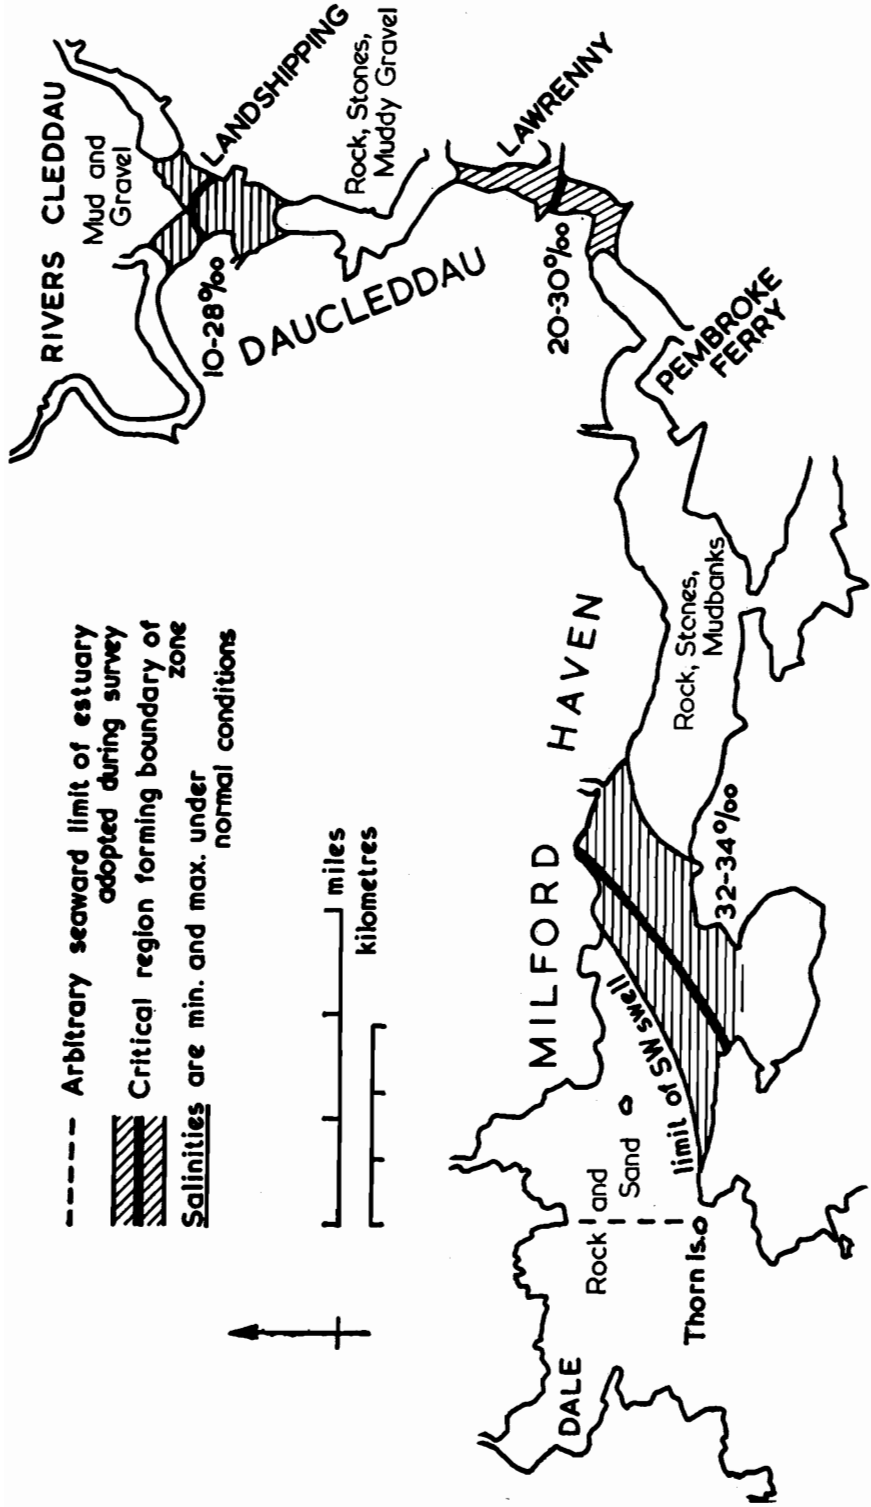 ---- Arbitrary seaward limit of estuary
adopted during survey
Critical region forming boundary of
zone
Salinities are min. and max. under
normal conditions
miles
kilometres
RIVERS CLEDDAU
Mud and
Gravel
LANDSHIPPING
10-28‰
DAUCLEDDAU
Rock, Stones,
Muddy Gravel
LAWRENNY
20-30‰
PEMBROKE
FERRY
MILFORD HAVEN
Rock, Stones,
Mudbanks
32-34‰
limit of SW swell
Rock and
Sand
DALE
Thorn Is.